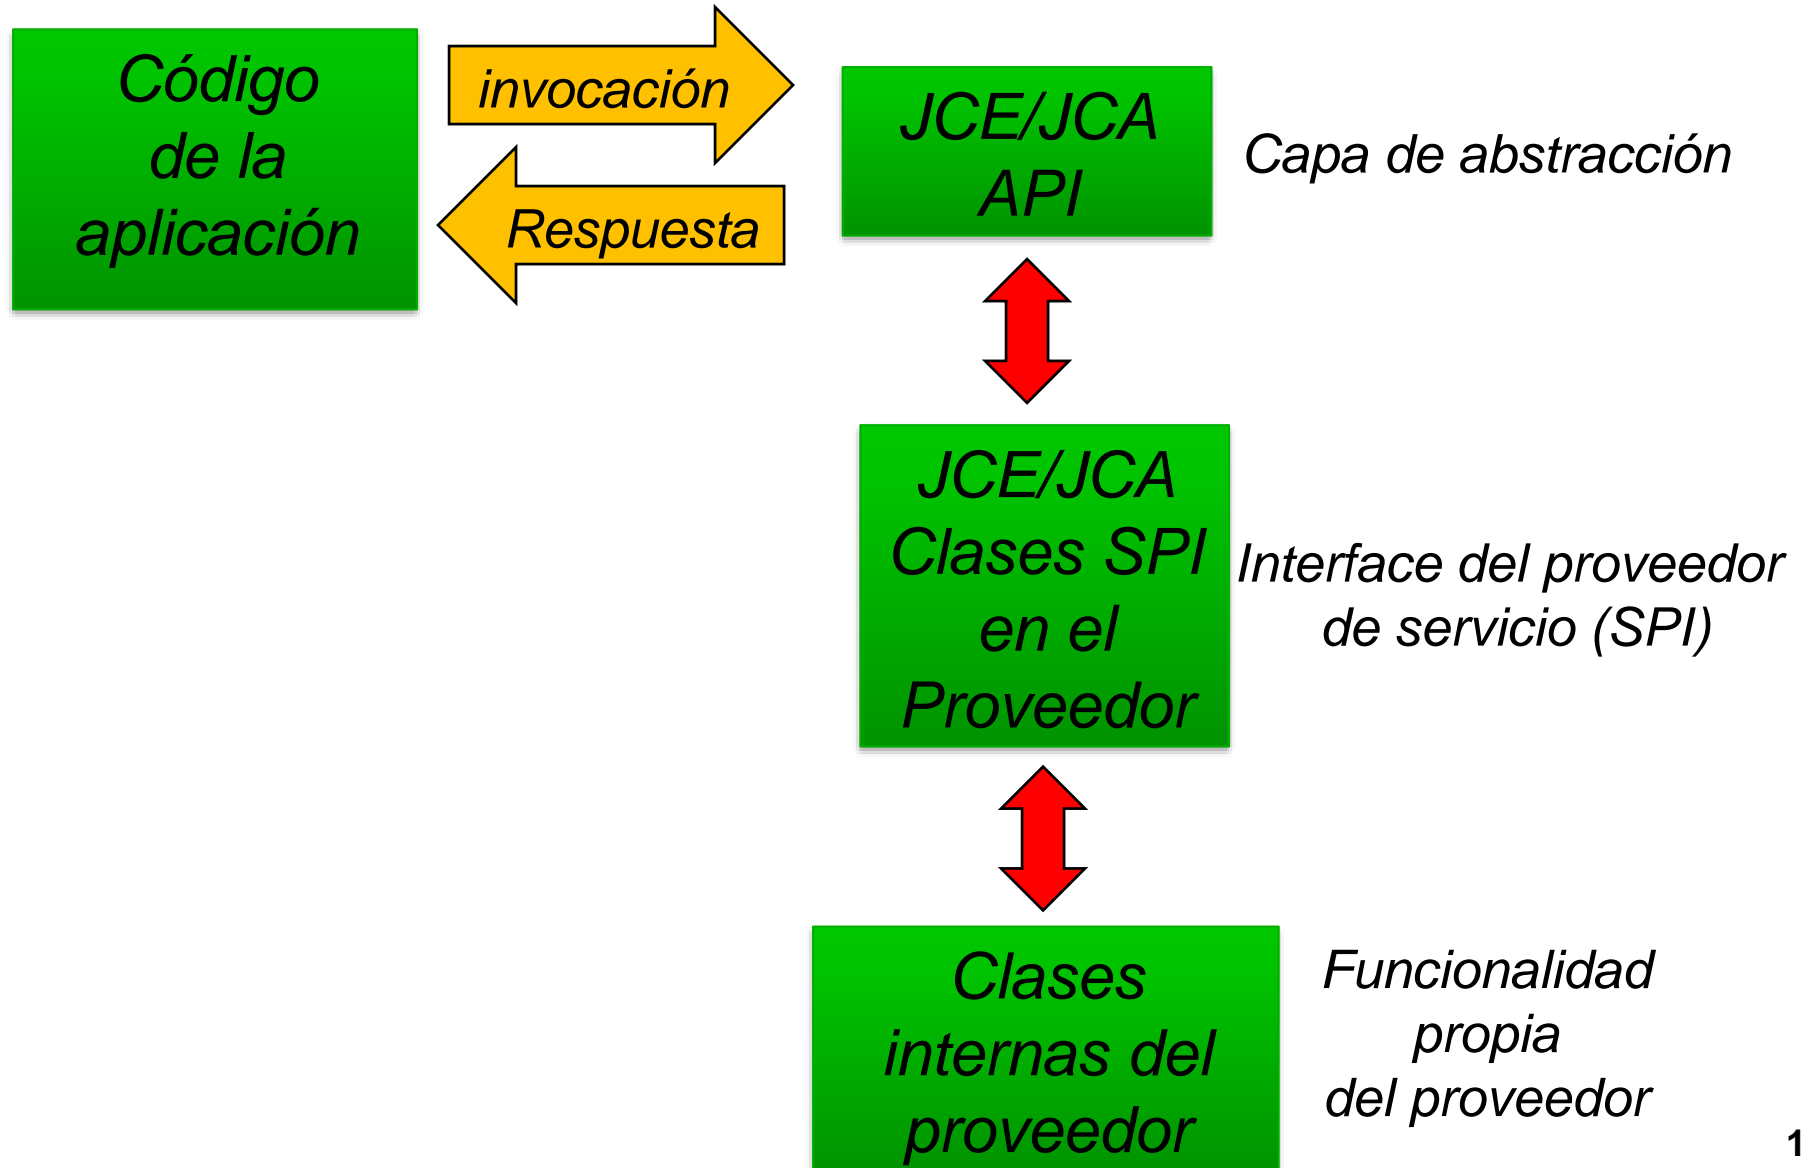 Código
de la
aplicación
invocación
Respuesta
JCE/JCA
API
Capa de abstracción
JCE/JCA
Clases SPI
en el
Proveedor
Interface del proveedor
de servicio (SPI)
Clases
internas del
proveedor
Funcionalidad
propia
del proveedor
1